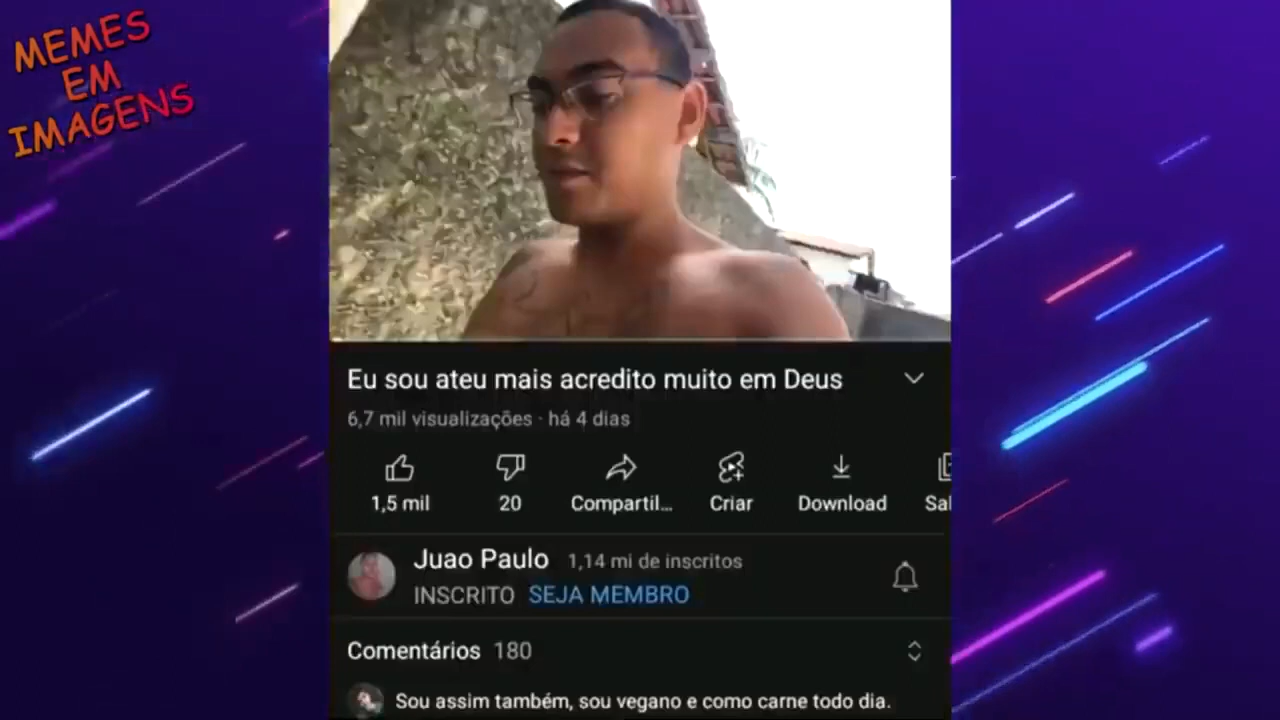 MEMES
EM
IMAGENS
Eu sou ateu mais acredito muito em Deus
6,7 mil visualizações · há 4 dias
1,5 mil 20 Compartil... Criar Download Sal
Juao Paulo 1,14 mi de inscritos
INSCRITO SEJA MEMBRO
Comentários 180
Sou assim também, sou vegano e como carne todo dia.